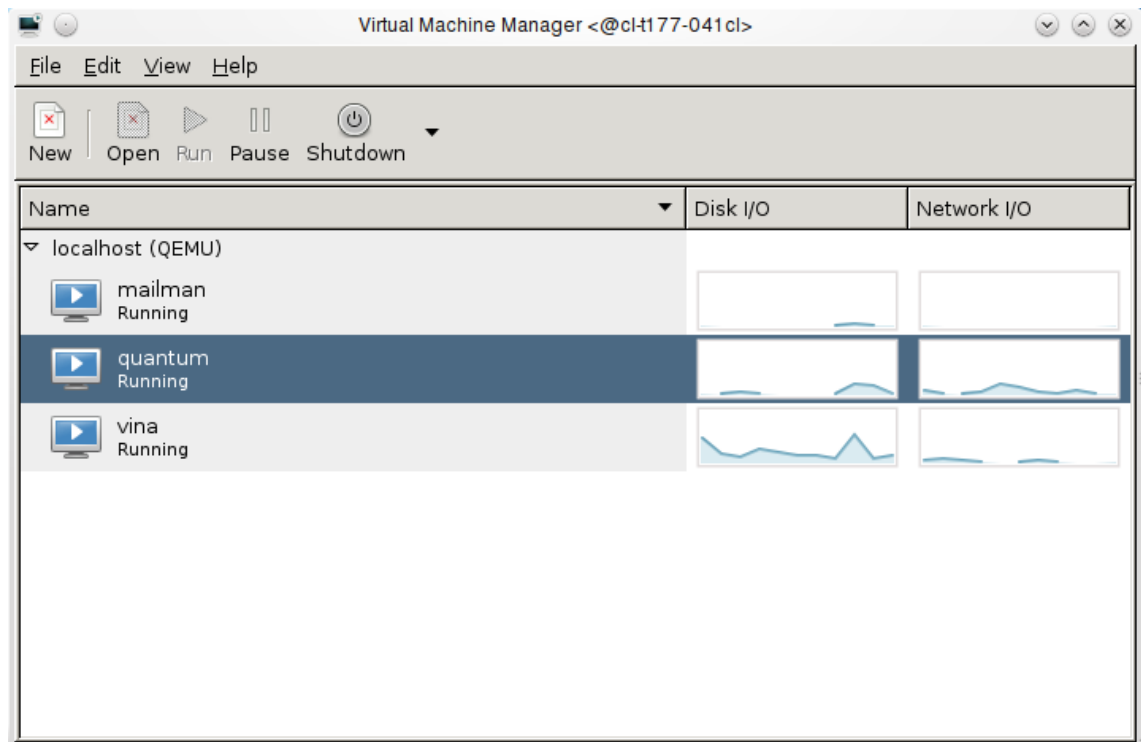 Virtual Machine Manager <@cl-t177-041cl>
File Edit View Help
New Open Run Pause Shutdown
Name Disk I/O Network I/O
localhost (QEMU)
mailman
Running
quantum
Running
vina
Running